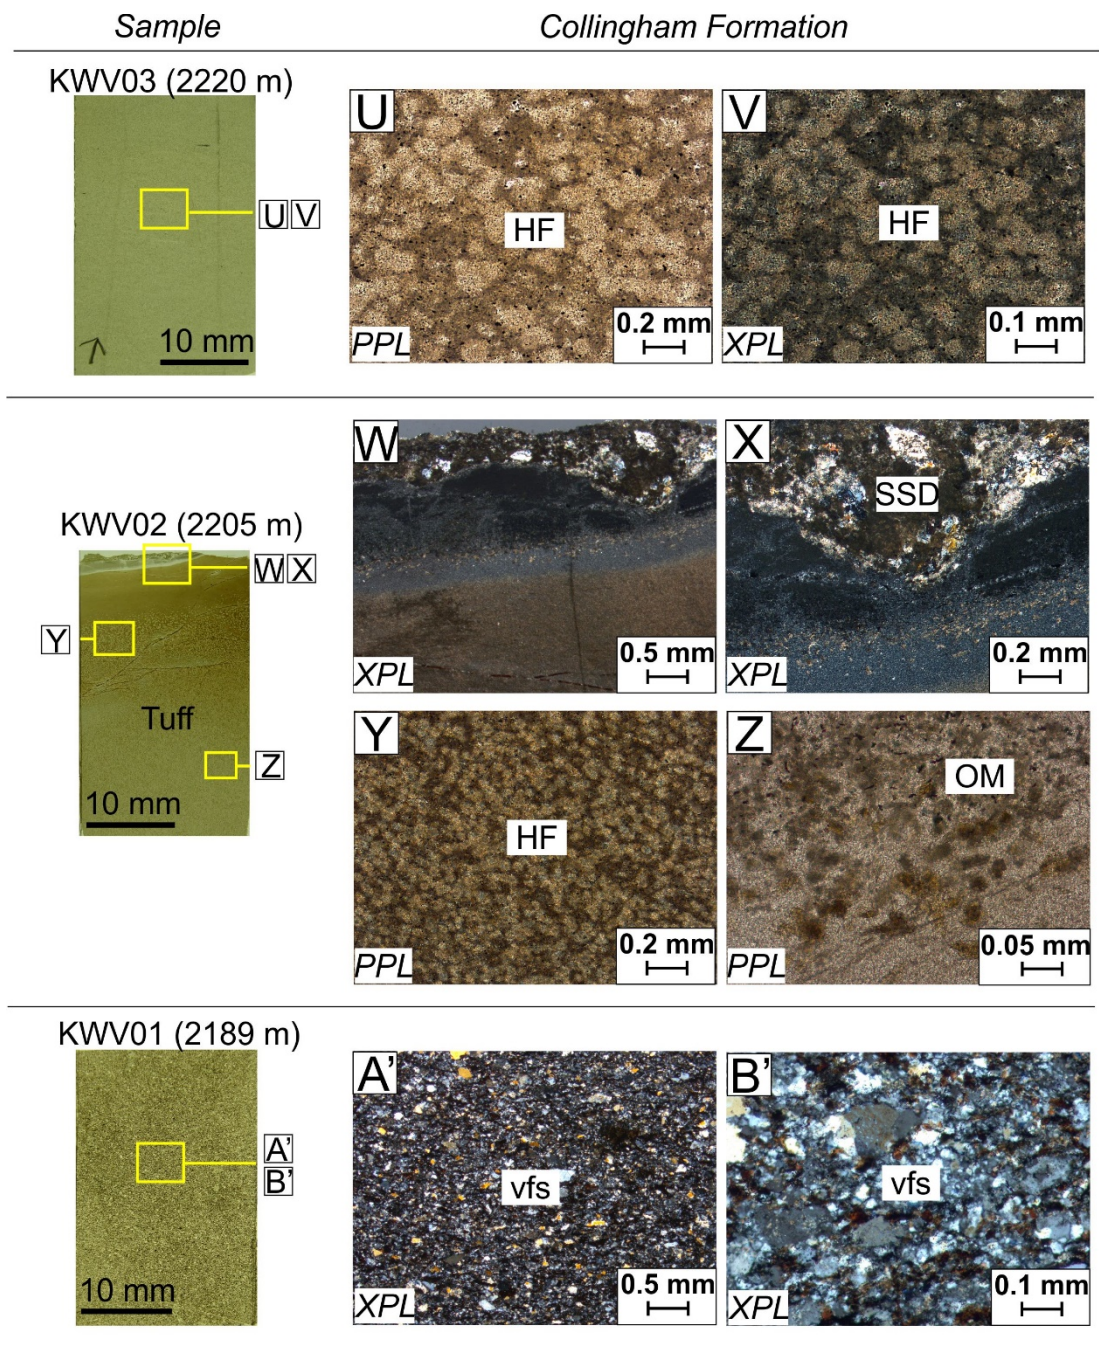 Sample
Collingham Formation
KWV03 (2220 m)
U V
10 mm
U
HF
PPL
0.2 mm
V
HF
XPL
0.1 mm
KWV02 (2205 m)
W X
Y
Tuff
Z
10 mm
W
XPL
0.5 mm
X
SSD
XPL
0.2 mm
Y
HF
PPL
0.2 mm
Z
OM
PPL
0.05 mm
KWV01 (2189 m)
A'
B'
10 mm
A'
vfs
XPL
0.5 mm
B'
vfs
XPL
0.1 mm